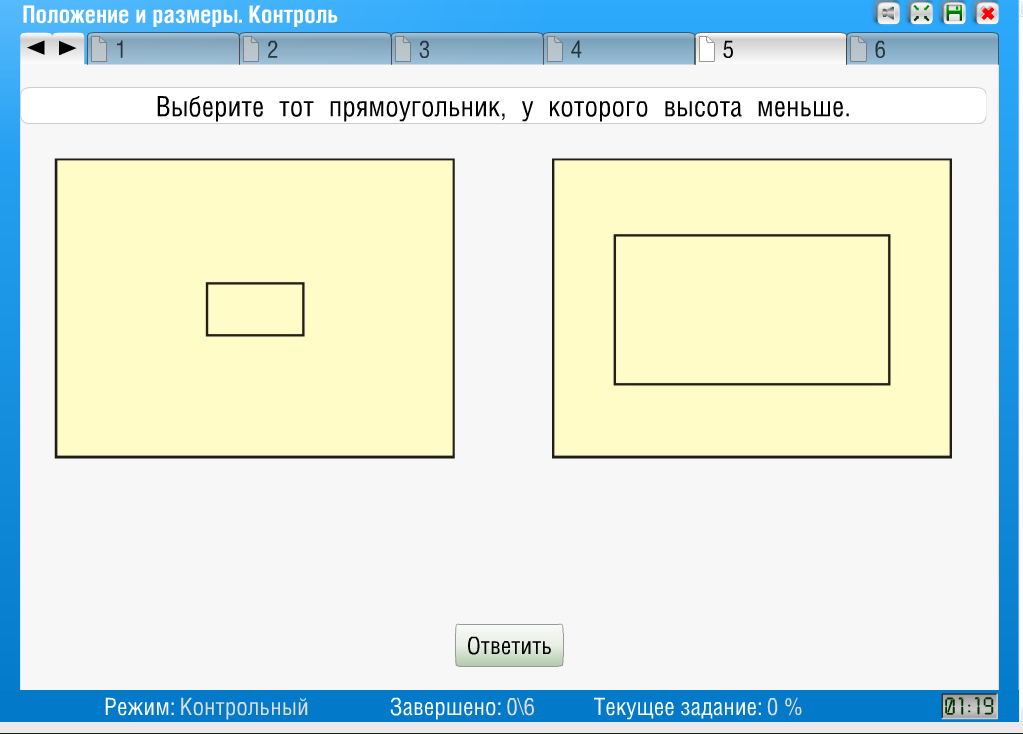 Положение и размеры. Контроль
1 2 3 4 5 6
Выберите тот прямоугольник, у которого высота меньше.
Ответить
Режим: Контрольный Завершено: 0\6 Текущее задание: 0 % 01:19